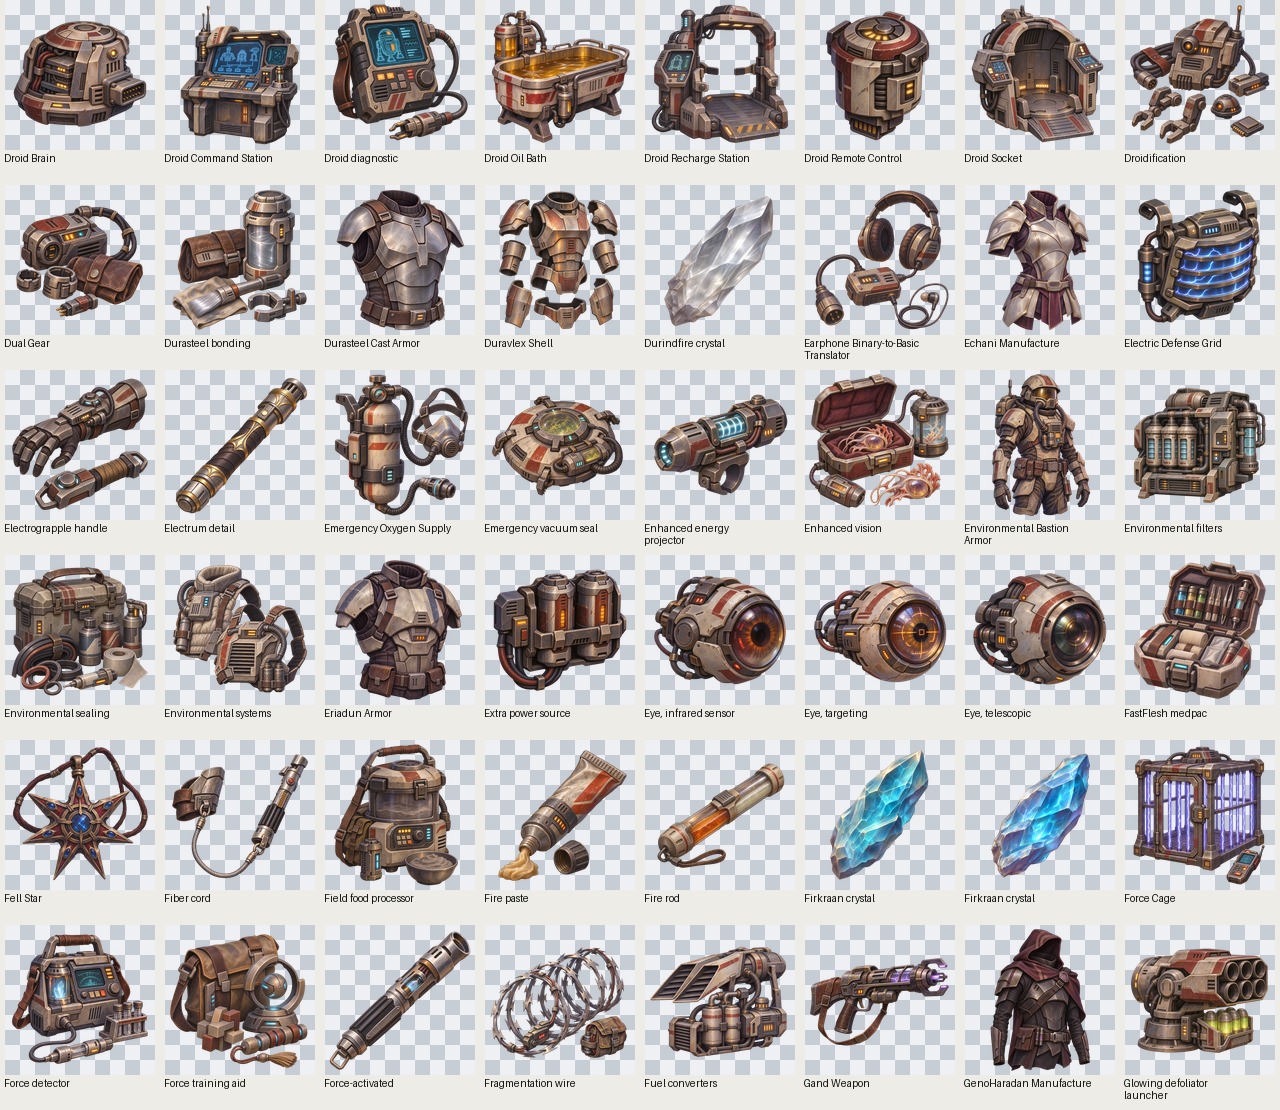 Droid Brain
Droid Command Station
Droid diagnostic
Droid Oil Bath
Droid Recharge Station
Droid Remote Control
Droid Socket
Droidification
Dual Gear
Durasteel bonding
Durasteel Cast Armor
Duravlex Shell
Durindfire crystal
Earphone Binary-to-Basic
Translator
Echani Manufacture
Electric Defense Grid
Electrograpple handle
Electrum detail
Emergency Oxygen Supply
Emergency vacuum seal
Enhanced energy
projector
Enhanced vision
Environmental Bastion
Armor
Environmental filters
Environmental sealing
Environmental systems
Eriadun Armor
Extra power source
Eye, infrared sensor
Eye, targeting
Eye, telescopic
FastFlesh medpac
Fell Star
Fiber cord
Field food processor
Fire paste
Fire rod
Firkraan crystal
Firkraan crystal
Force Cage
Force detector
Force training aid
Force-activated
Fragmentation wire
Fuel converters
Gand Weapon
GenoHaradan Manufacture
Glowing defoliator
launcher